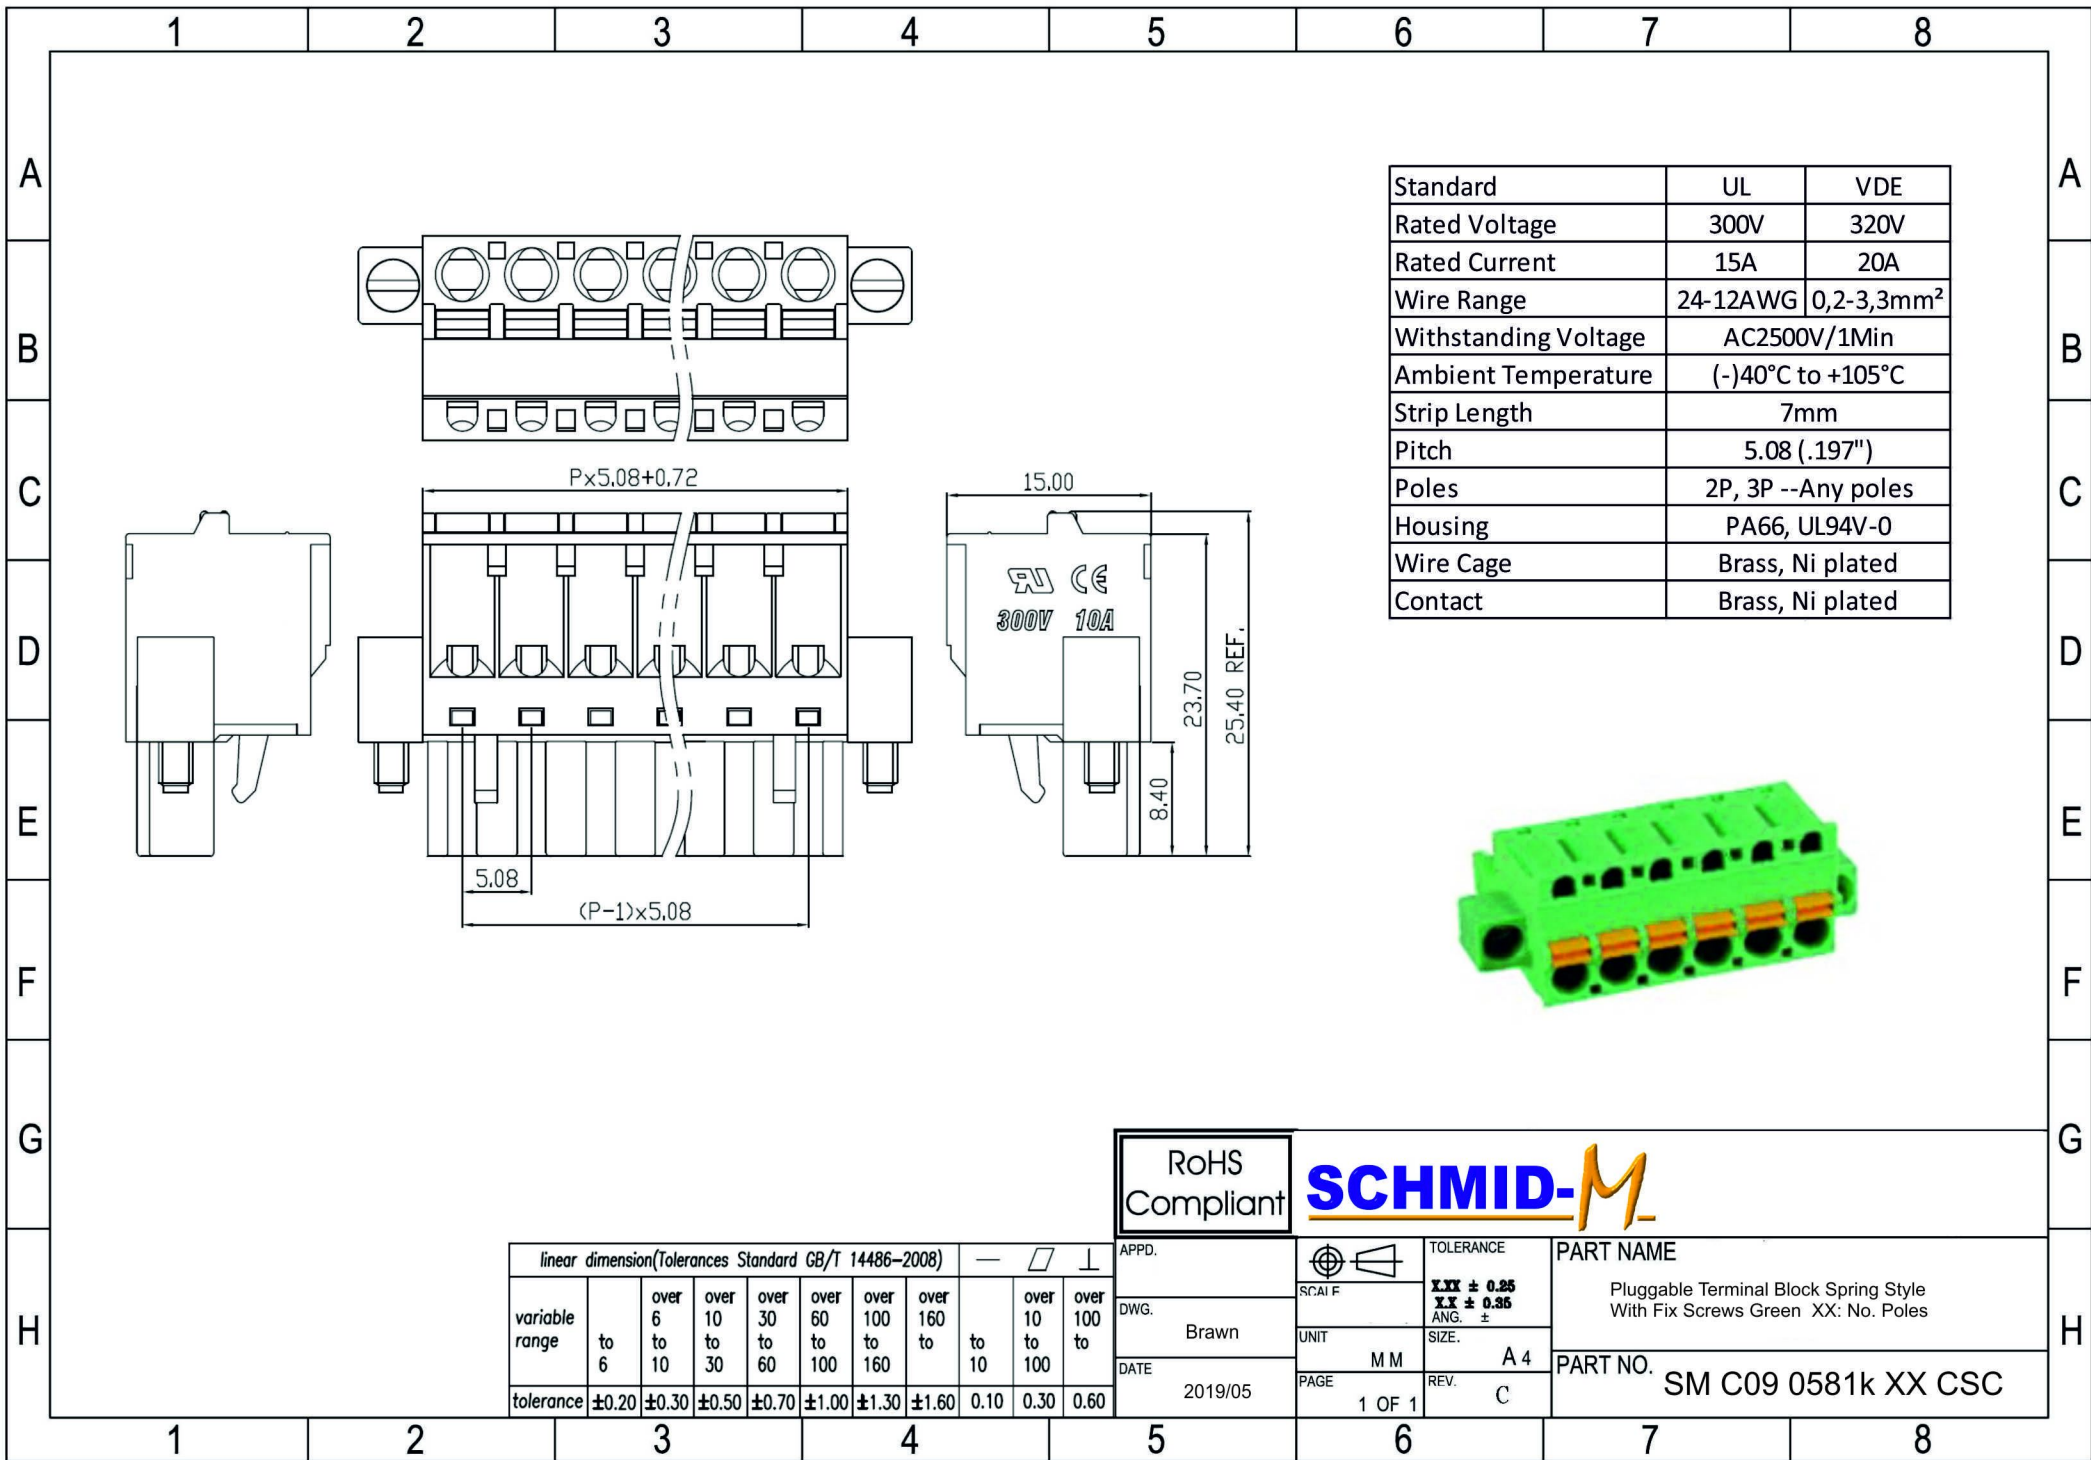 1 2 3 4 5 6 7 8
A A
B B
C C
D D
E E
F F
G G
H H
Standard UL VDE
Rated Voltage 300V 320V
Rated Current 15A 20A
Wire Range 24-12AWG 0,2-3,3mm²
Withstanding Voltage AC2500V/1Min
Ambient Temperature (-)40°C to +105°C
Strip Length 7mm
Pitch 5.08 (.197")
Poles 2P, 3P --Any poles
Housing PA66, UL94V-0
Wire Cage Brass, Ni plated
Contact Brass, Ni plated
Px5.08+0.72
15.00
CE
300V 10A
23.70
25.40 REF.
8.40
5.08
(P-1)x5.08
RoHS
Compliant
SCHMID-M
linear dimension(Tolerances Standard GB/T 14486-2008) — ▱ ⊥
variable range to 6 over 6 to 10 over 10 to 30 over 30 to 60 over 60 to 100 over 100 to 160 over 160 to to 10 over 10 to 100 over 100 to
tolerance ±0.20 ±0.30 ±0.50 ±0.70 ±1.00 ±1.30 ±1.60 0.10 0.30 0.60
APPD.
DWG.
Brawn
DATE
2019/05
SCALE
UNIT
MM
PAGE
1 OF 1
TOLERANCE
X.XX ± 0.25
X.X ± 0.35
ANG. ±
SIZE.
A4
REV.
C
PART NAME
Pluggable Terminal Block Spring Style
With Fix Screws Green XX: No. Poles
PART NO. SM C09 0581k XX CSC
1 2 3 4 5 6 7 8